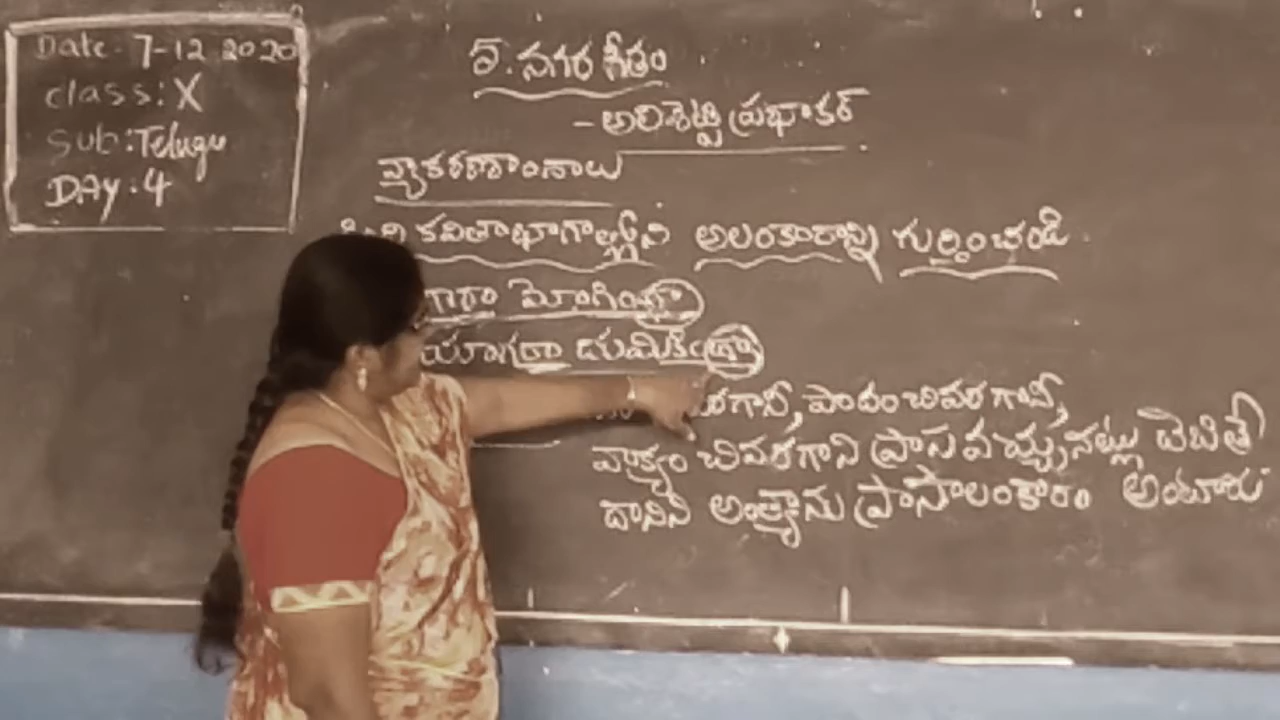 Date - 7-12 2020
class: X
Sub: Telugu
DAY: 4
నగర గీతం
- అలిశెట్టి ప్రభాకర్
వ్యాకరణాంశాలు
కవితాభాగాల్లోని అలంకారాన్ని గుర్తించండి
మోగించా
డుమికింతా
చివరగాని, పాదం చివర గానీ,
వాక్యం చివరగాని ప్రాస వచ్చునట్లు చెబితే
దానిని అంత్యాను ప్రాసాలంకారం అంటారు